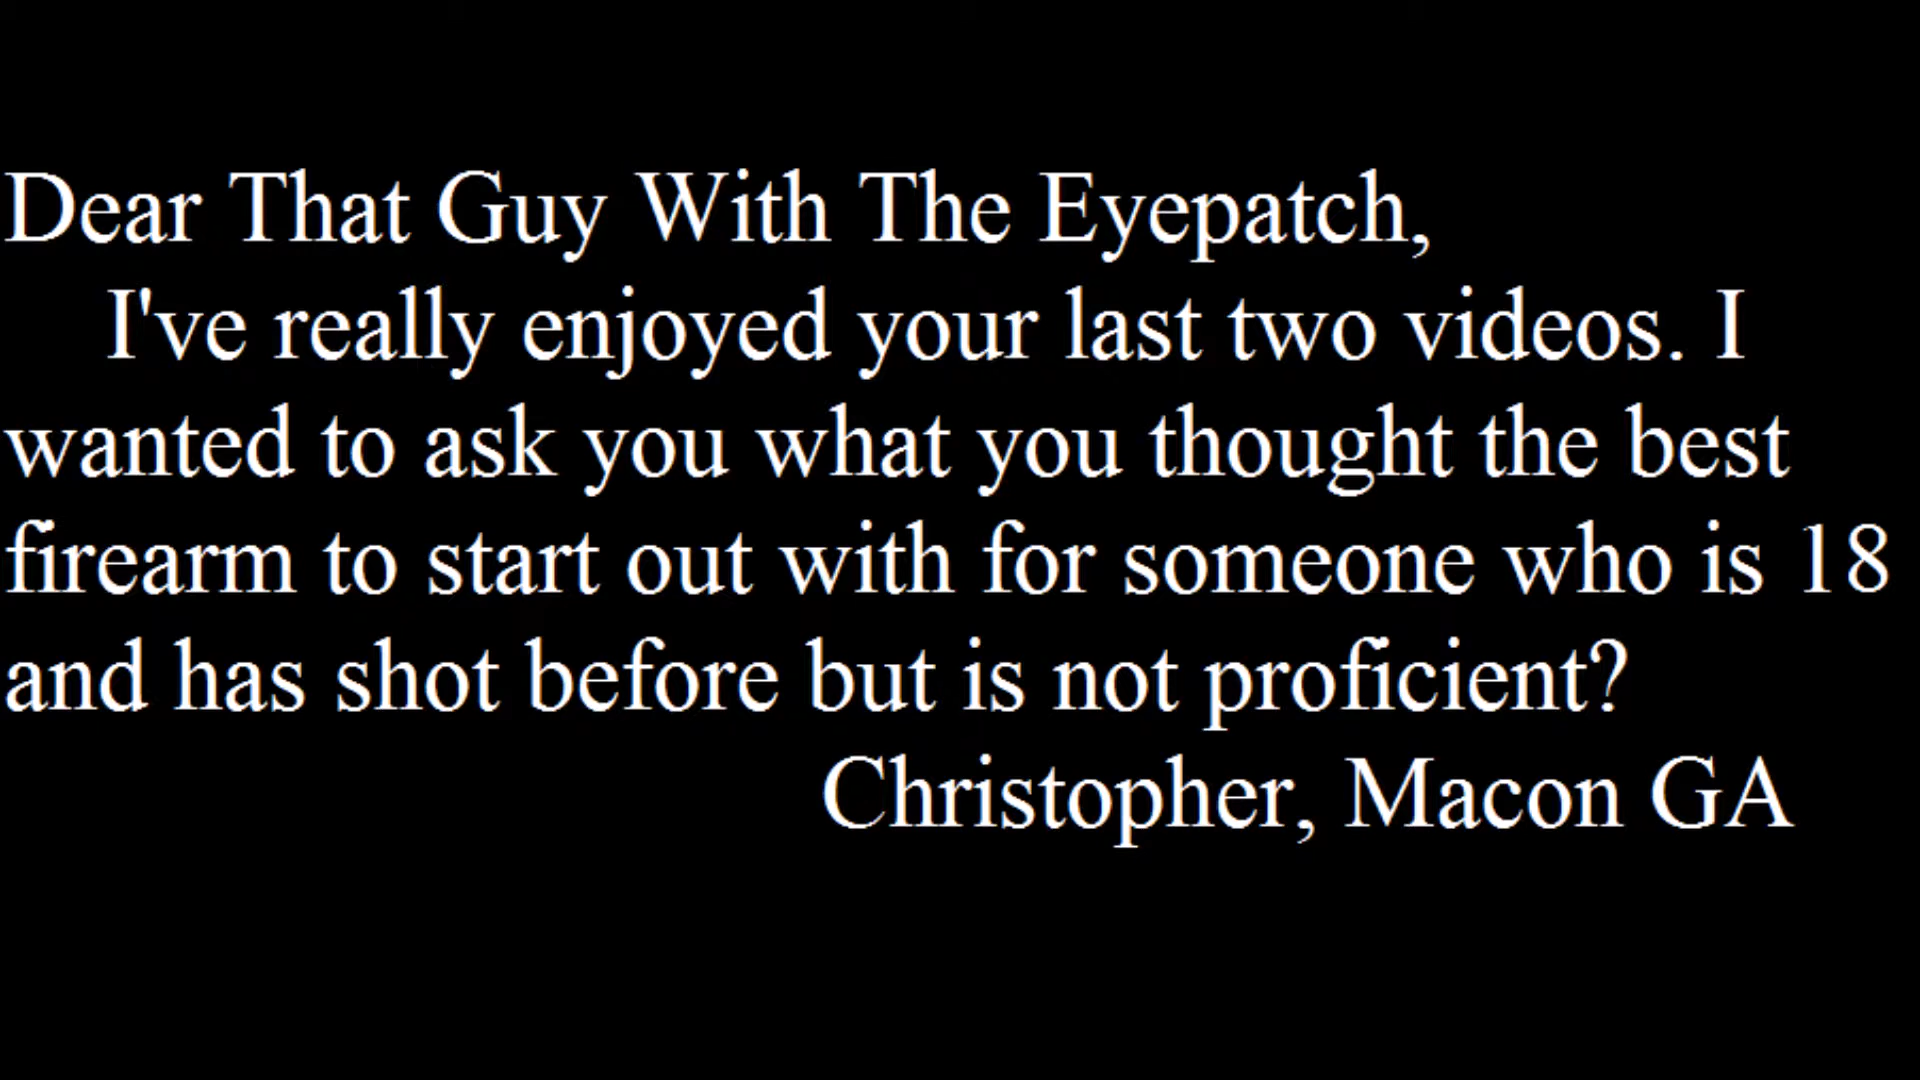 Dear That Guy With The Eyepatch,
I've really enjoyed your last two videos. I
wanted to ask you what you thought the best
firearm to start out with for someone who is 18
and has shot before but is not proficient?
Christopher, Macon GA